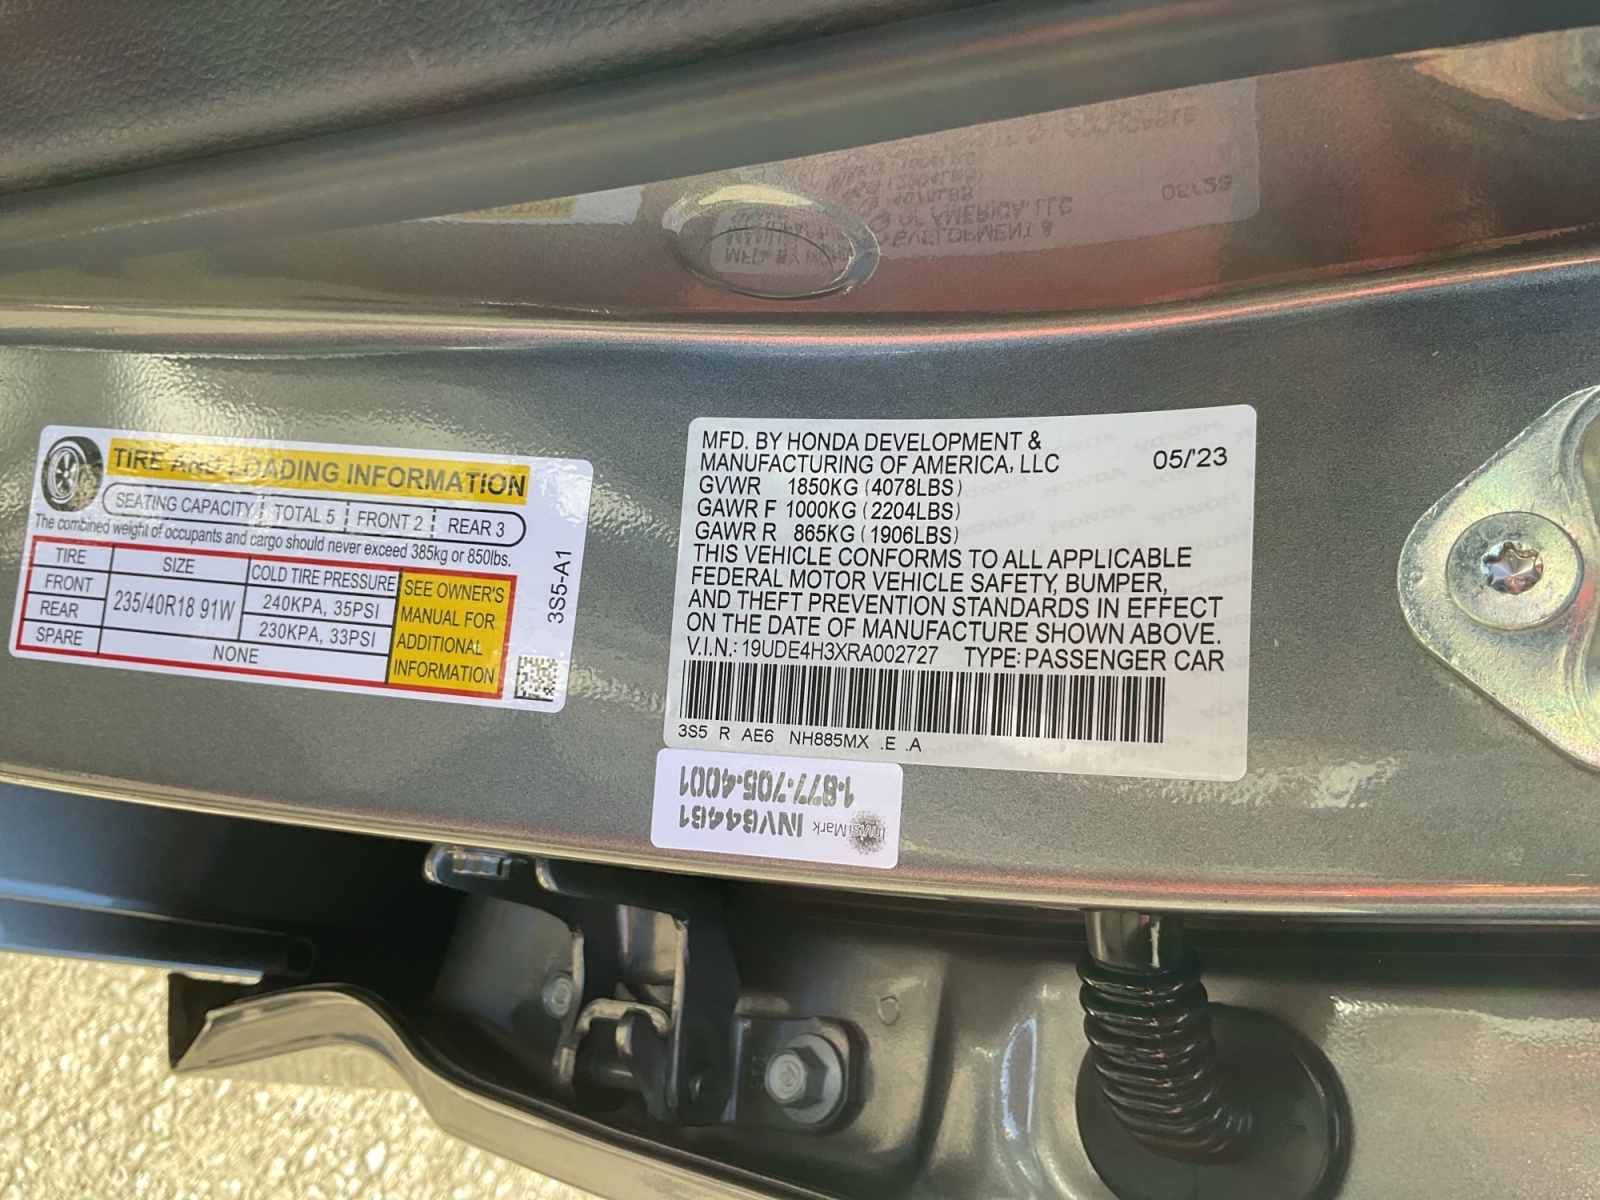 TIRE AND LOADING INFORMATION
SEATING CAPACITY TOTAL 5 FRONT 2 REAR 3
The combined weight of occupants and cargo should never exceed 385kg or 850lbs.
TIRE SIZE COLD TIRE PRESSURE
FRONT 235/40R18 91W 240KPA, 35PSI
REAR 230KPA, 33PSI
SPARE NONE
SEE OWNER'S
MANUAL FOR
ADDITIONAL
INFORMATION
3S5-A1
MFD. BY HONDA DEVELOPMENT &
MANUFACTURING OF AMERICA, LLC 05/'23
GVWR 1850KG (4078LBS)
GAWR F 1000KG (2204LBS)
GAWR R 865KG (1906LBS)
THIS VEHICLE CONFORMS TO ALL APPLICABLE
FEDERAL MOTOR VEHICLE SAFETY, BUMPER,
AND THEFT PREVENTION STANDARDS IN EFFECT
ON THE DATE OF MANUFACTURE SHOWN ABOVE.
V.I.N.: 19UDE4H3XRA002727 TYPE: PASSENGER CAR
3S5 R AE6 NH885MX .E .A
InvisiMark INV64461
1-877-705-4001